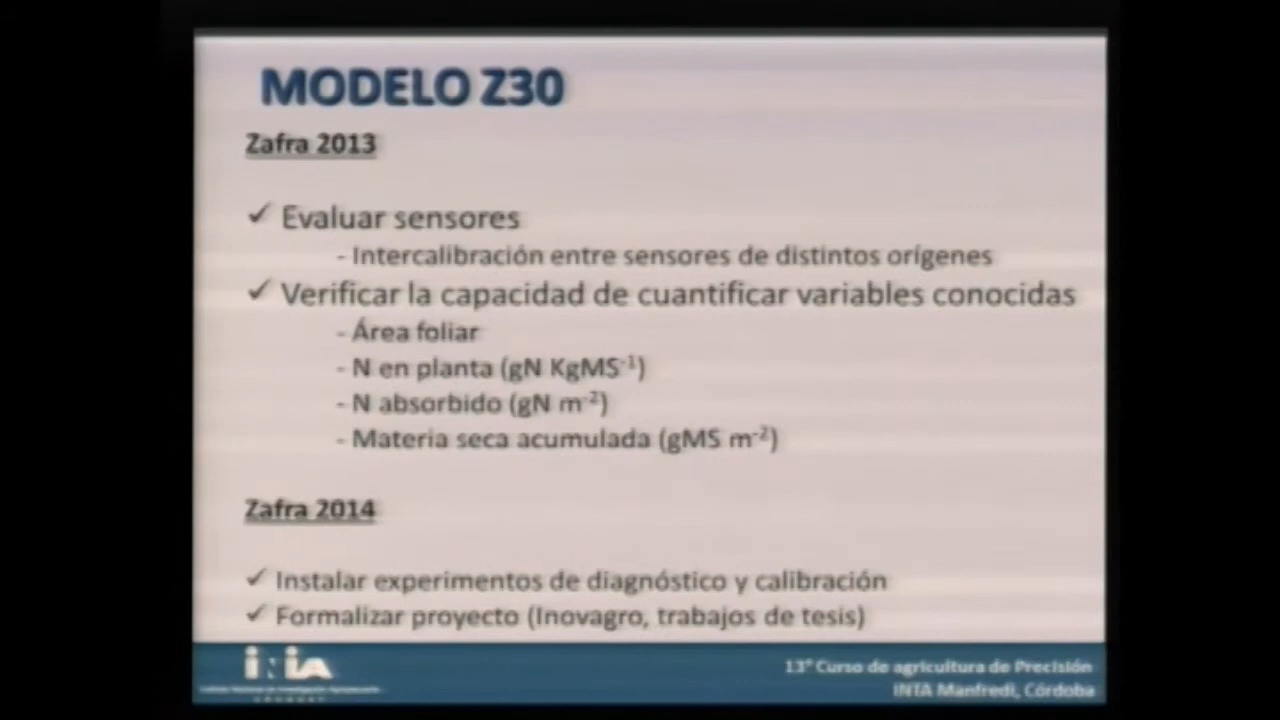 MODELO Z30
Zafra 2013
✓ Evaluar sensores
- Intercalibración entre sensores de distintos orígenes
✓ Verificar la capacidad de cuantificar variables conocidas
- Área foliar
- N en planta (gN KgMS⁻¹)
- N absorbido (gN m⁻²)
- Materia seca acumulada (gMS m⁻²)
Zafra 2014
✓ Instalar experimentos de diagnóstico y calibración
✓ Formalizar proyecto (Inovagro, trabajos de tesis)
inia
13° Curso de agricultura de Precisión
INTA Manfredi, Córdoba